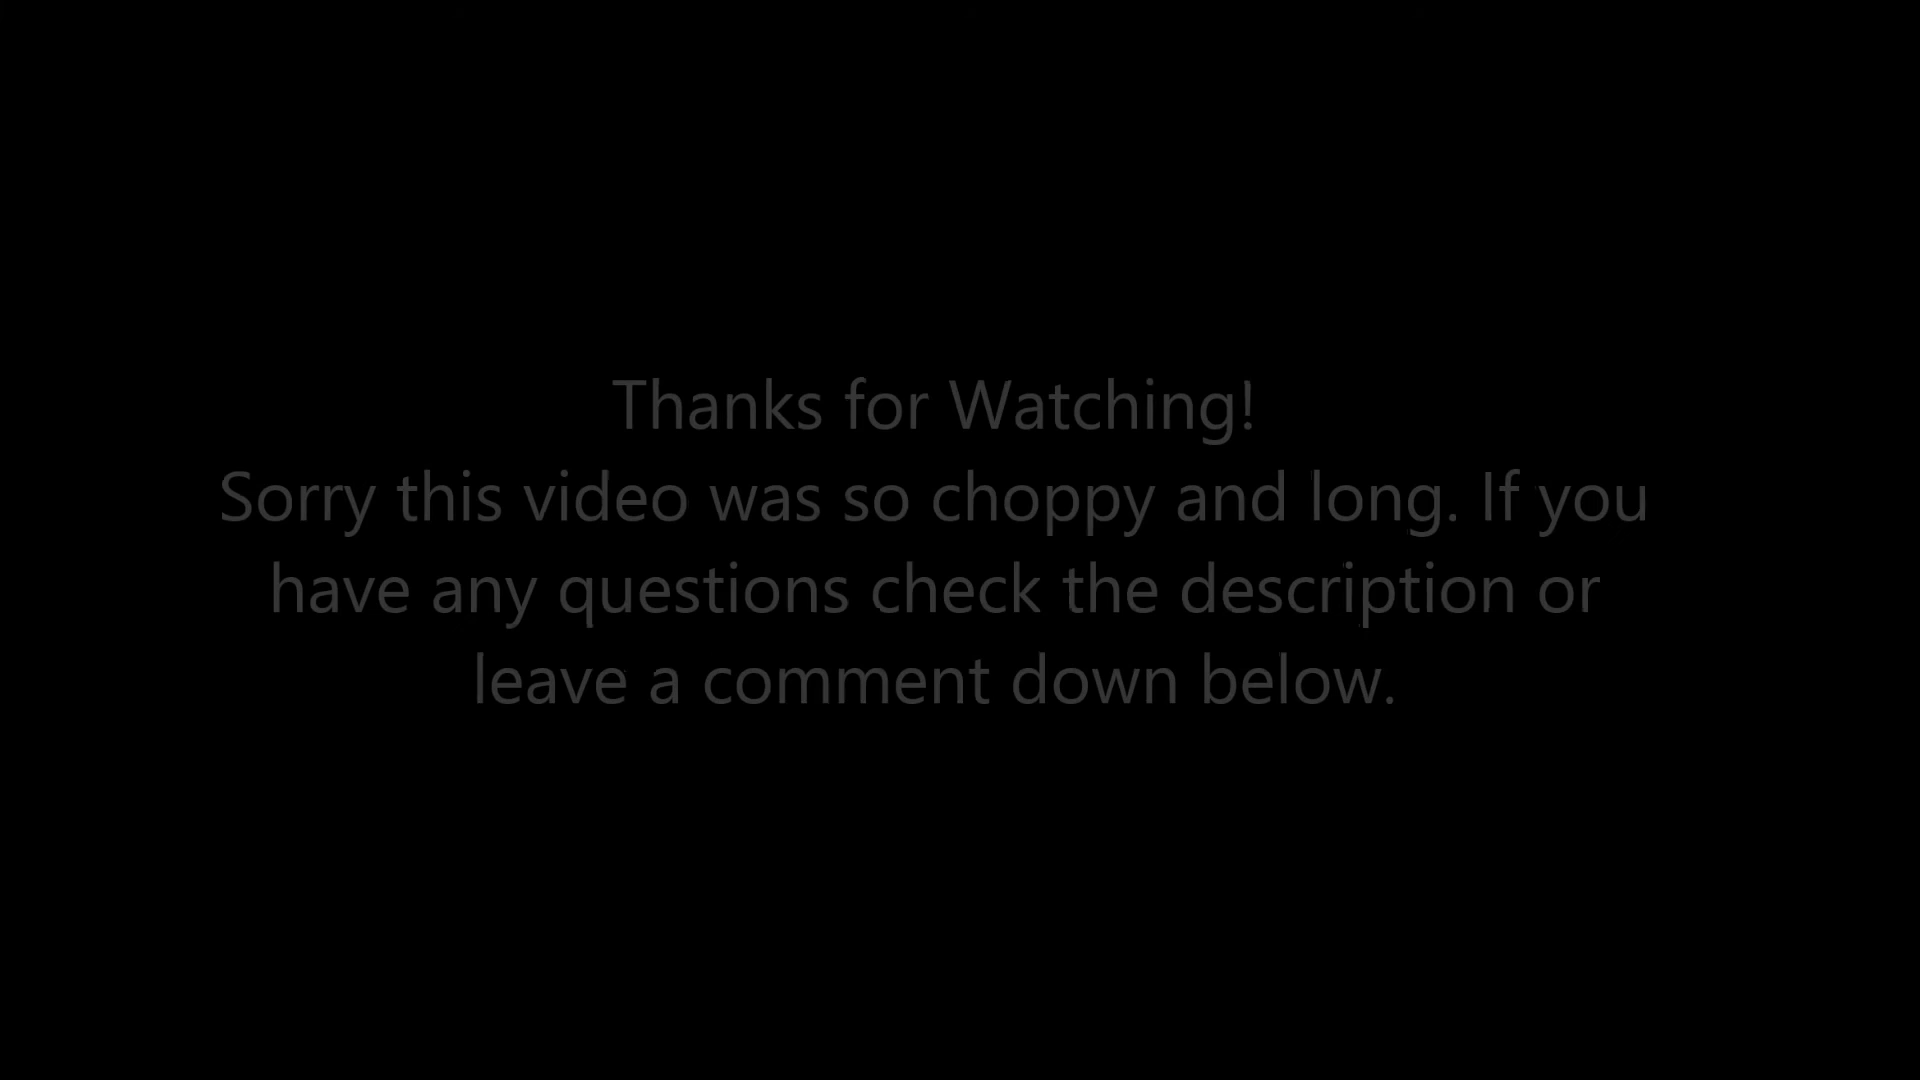 Thanks for Watching!
Sorry this video was so choppy and long. If you
have any questions check the description or
leave a comment down below.